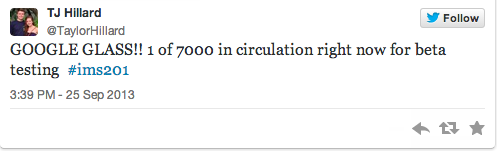 TJ Hillard
@TaylorHillard
Follow
GOOGLE GLASS!! 1 of 7000 in circulation right now for beta
testing #ims201
3:39 PM - 25 Sep 2013